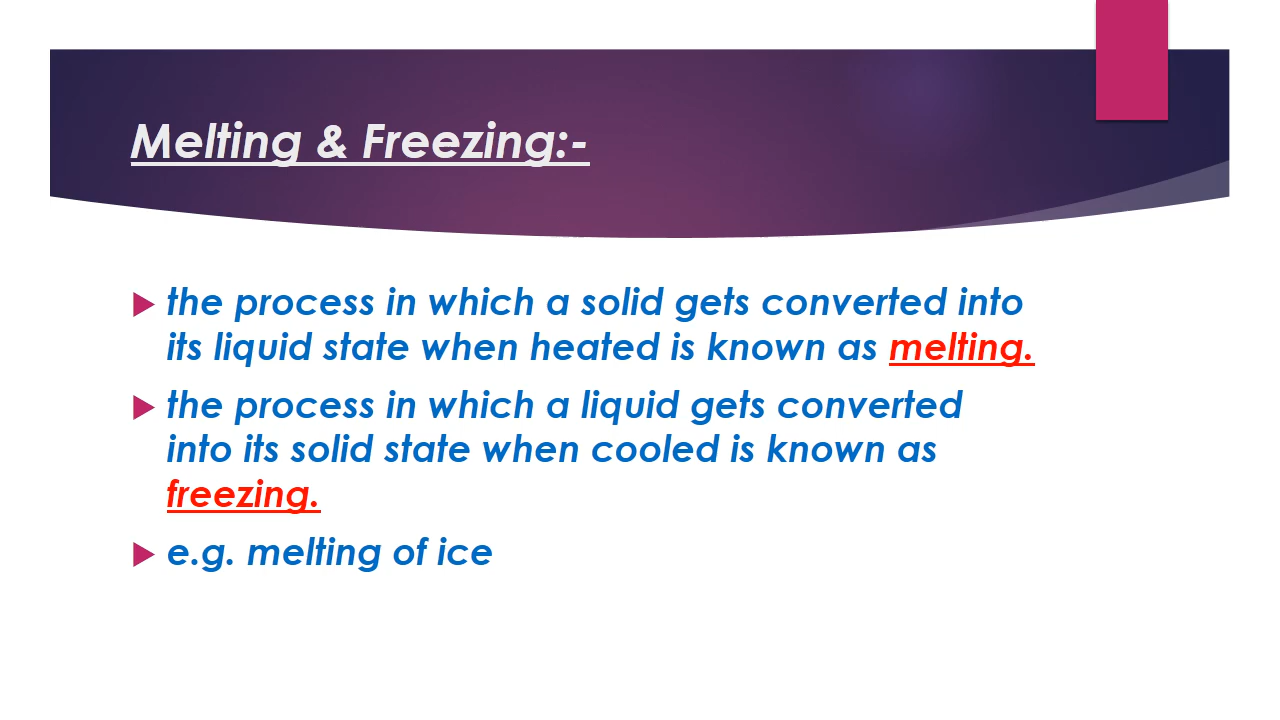 Melting & Freezing:-
the process in which a solid gets converted into
its liquid state when heated is known as melting.
the process in which a liquid gets converted
into its solid state when cooled is known as
freezing.
e.g. melting of ice